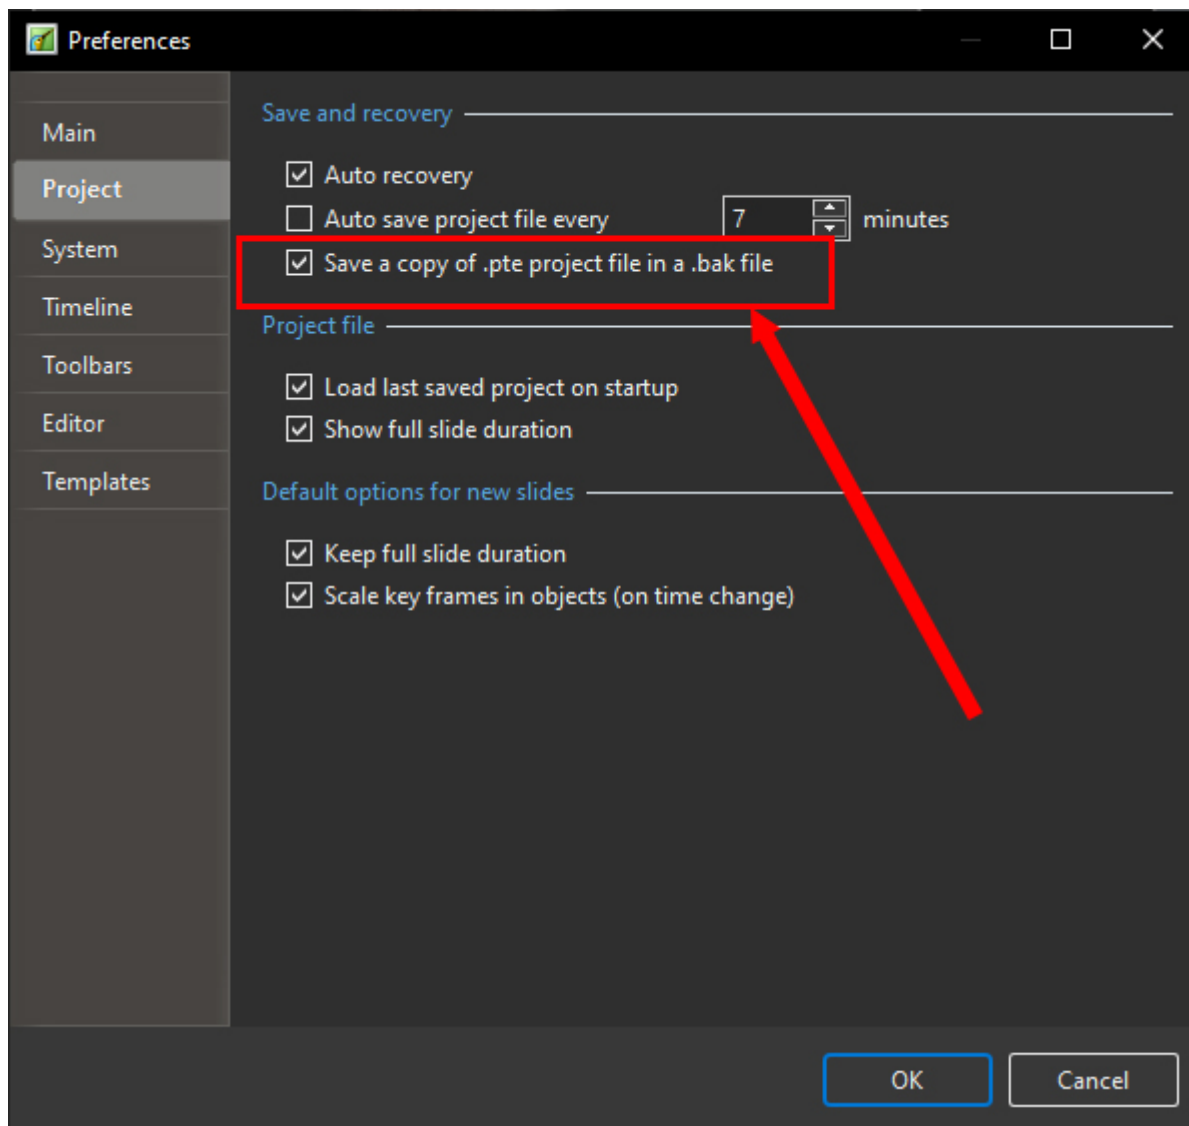 Preferences
Main
Project
System
Timeline
Toolbars
Editor
Templates
Save and recovery
Auto recovery
Auto save project file every 7 minutes
Save a copy of .pte project file in a .bak file
Project file
Load last saved project on startup
Show full slide duration
Default options for new slides
Keep full slide duration
Scale key frames in objects (on time change)
OK Cancel